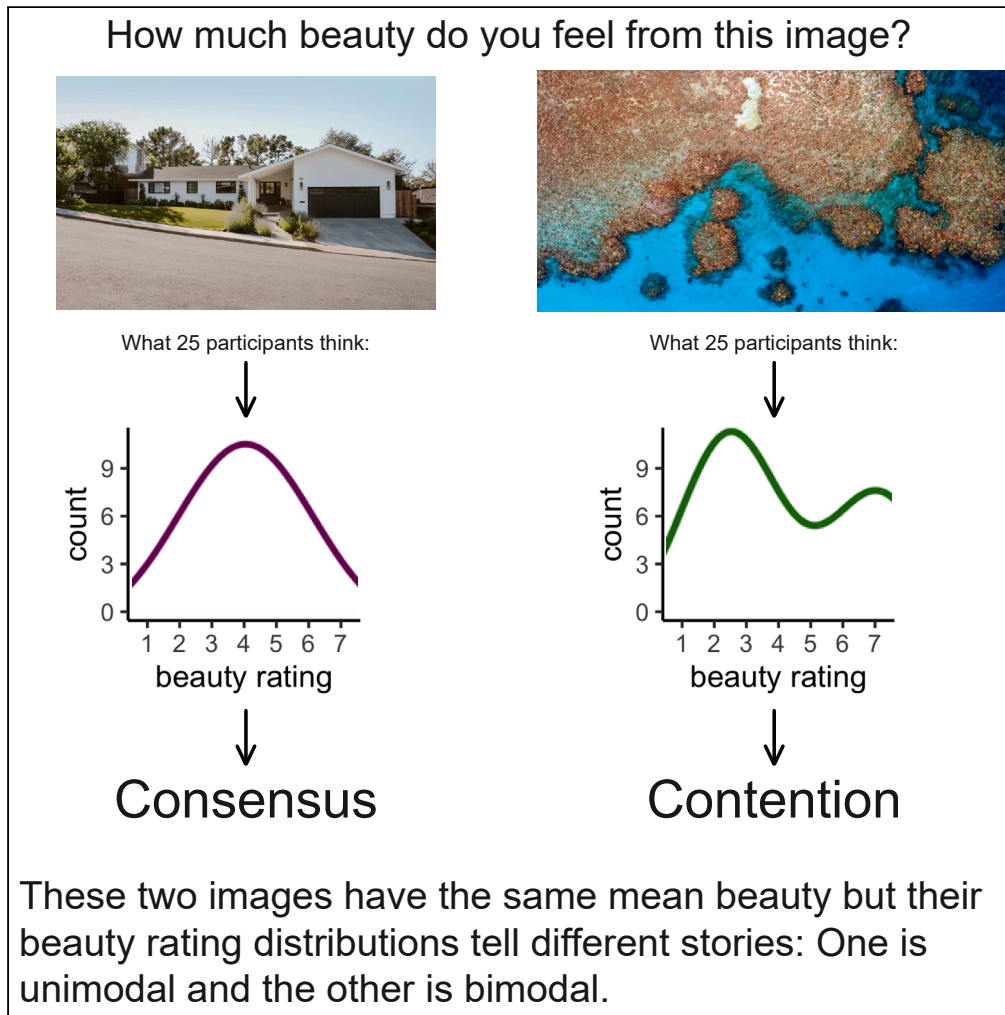 How much beauty do you feel from this image?
What 25 participants think:
What 25 participants think:
9
6
3
0
count
1 2 3 4 5 6 7
beauty rating
9
6
3
0
count
1 2 3 4 5 6 7
beauty rating
Consensus
Contention
These two images have the same mean beauty but their
beauty rating distributions tell different stories: One is
unimodal and the other is bimodal.